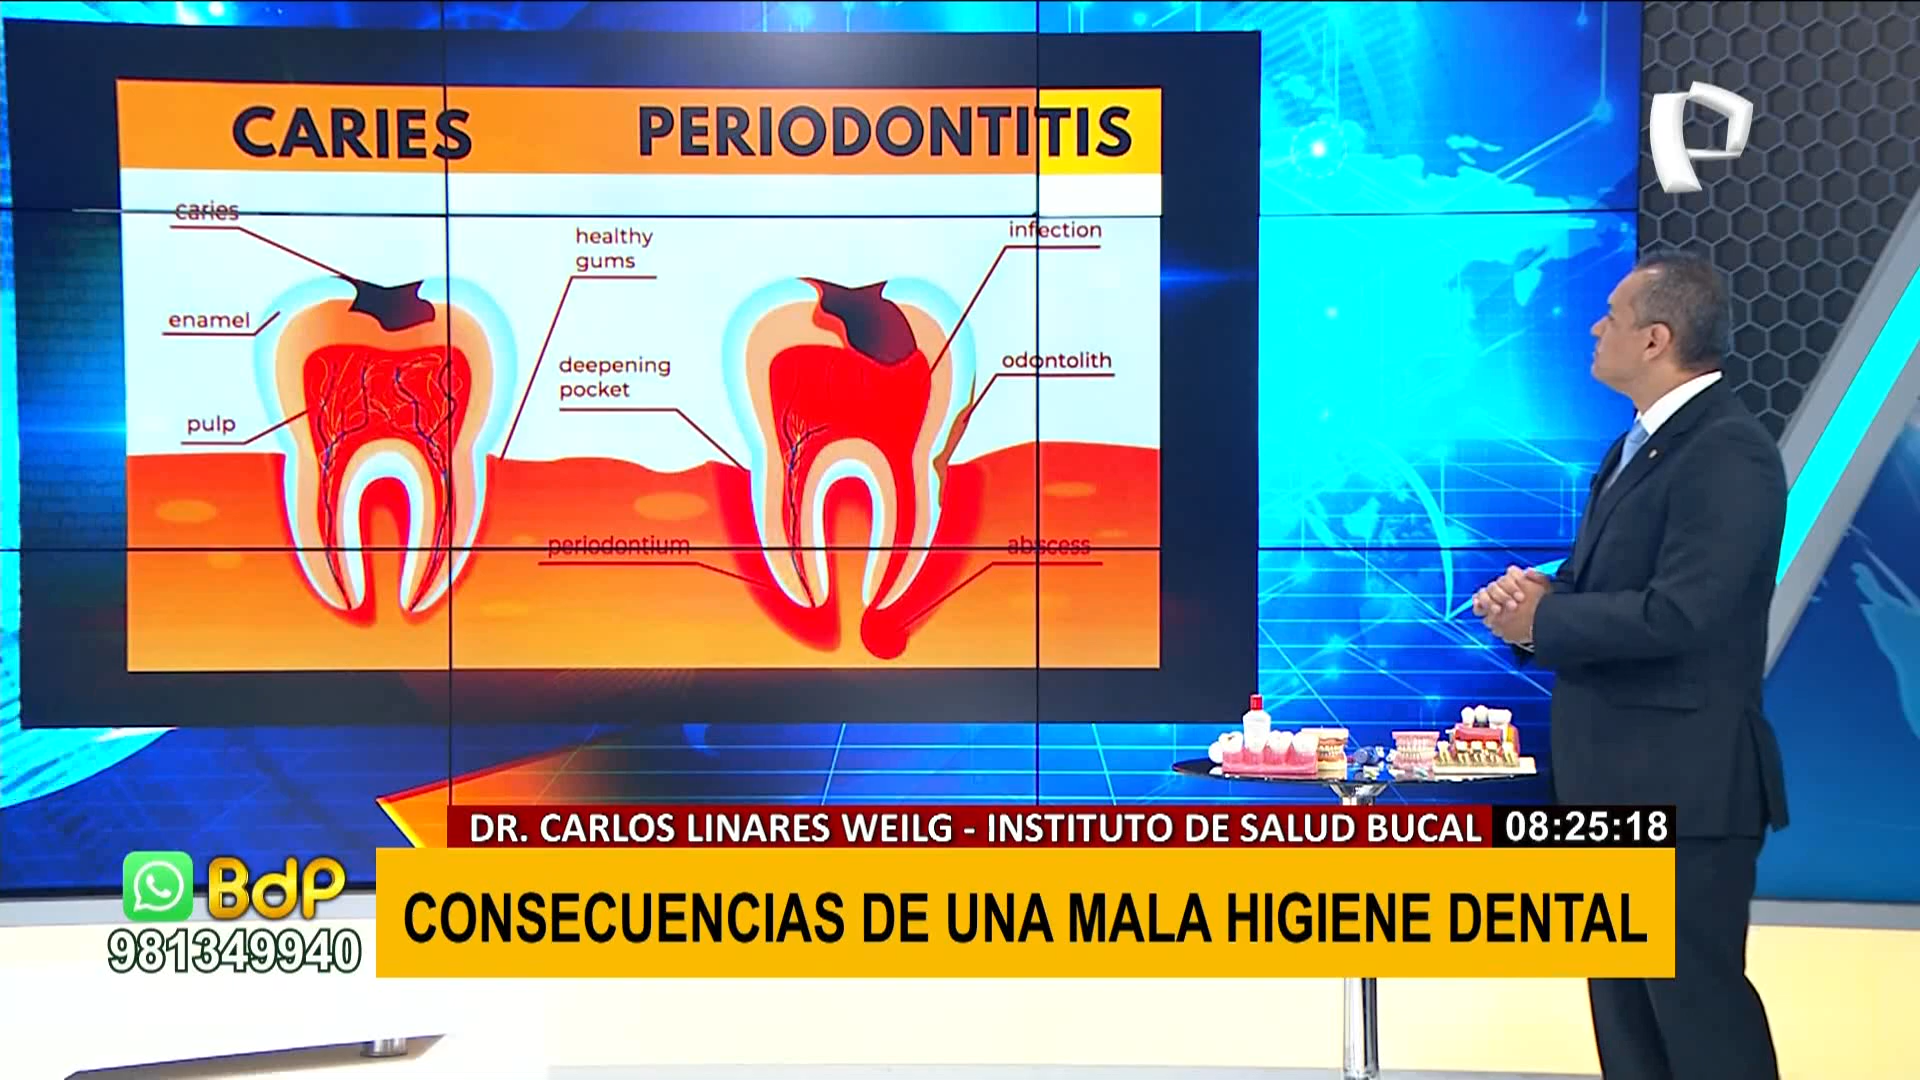 CARIES
PERIODONTITIS
caries
enamel
pulp
healthy
gums
deepening
pocket
periodontium
infection
odontolith
abscess
DR. CARLOS LINARES WEILG - INSTITUTO DE SALUD BUCAL
08:25:18
BdP
981349940
CONSECUENCIAS DE UNA MALA HIGIENE DENTAL